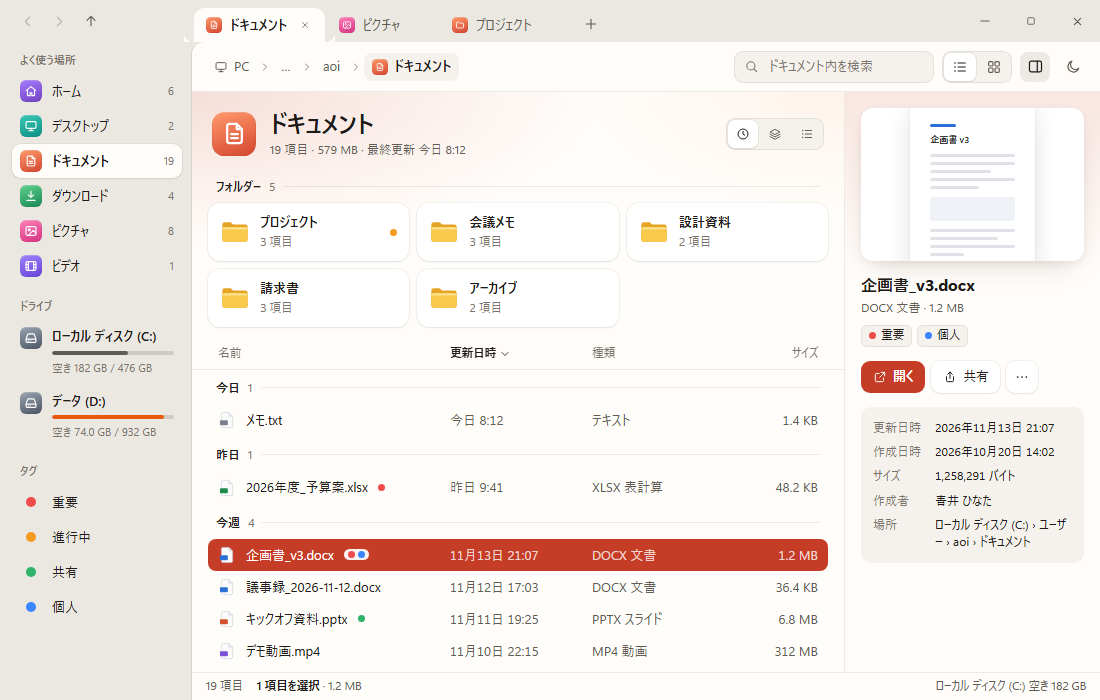 ドキュメント
ピクチャ
プロジェクト
PC
...
aoi
ドキュメント
ドキュメント内を検索
よく使う場所
ホーム 6
デスクトップ 2
ドキュメント 19
ダウンロード 4
ピクチャ 8
ビデオ 1
ドライブ
ローカル ディスク (C:)
空き 182 GB / 476 GB
データ (D:)
空き 74.0 GB / 932 GB
タグ
重要
進行中
共有
個人
ドキュメント
19 項目 · 579 MB · 最終更新 今日 8:12
フォルダー 5
プロジェクト
3 項目
会議メモ
3 項目
設計資料
2 項目
請求書
3 項目
アーカイブ
2 項目
名前 更新日時 種類 サイズ
今日 1
メモ.txt 今日 8:12 テキスト 1.4 KB
昨日 1
2026年度_予算案.xlsx 昨日 9:41 XLSX 表計算 48.2 KB
今週 4
企画書_v3.docx 11月13日 21:07 DOCX 文書 1.2 MB
議事録_2026-11-12.docx 11月12日 17:03 DOCX 文書 36.4 KB
キックオフ資料.pptx 11月11日 19:25 PPTX スライド 6.8 MB
デモ動画.mp4 11月10日 22:15 MP4 動画 312 MB
企画書 v3
企画書_v3.docx
DOCX 文書 · 1.2 MB
重要
個人
開く
共有
...
更新日時 2026年11月13日 21:07
作成日時 2026年10月20日 14:02
サイズ 1,258,291 バイト
作成者 青井 ひなた
場所 ローカル ディスク (C:) › ユーザ
ー › aoi › ドキュメント
19 項目 1 項目を選択 · 1.2 MB
ローカル ディスク (C:) 空き 182 GB